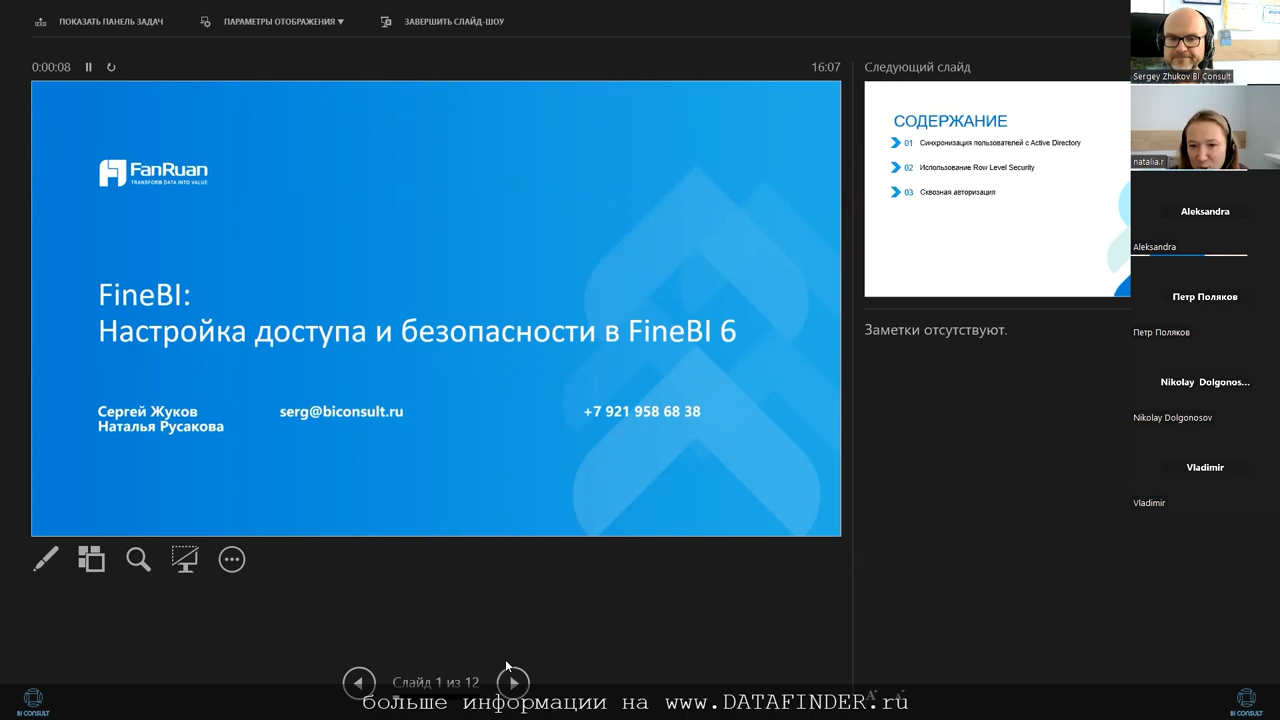 ПОКАЗАТЬ ПАНЕЛЬ ЗАДАЧ
ПАРАМЕТРЫ ОТОБРАЖЕНИЯ
ЗАВЕРШИТЬ СЛАЙД-ШОУ
0:00:08
16:07
FanRuan
TRANSFORM DATA INTO VALUE
FineBI:
Настройка доступа и безопасности в FineBI 6
Сергей Жуков
Наталья Русакова
serg@biconsult.ru
+7 921 958 68 38
Слайд 1 из 12
Следующий слайд
СОДЕРЖАНИЕ
01 Синхронизация пользователей с Active Directory
02 Использование Row Level Security
03 Сквозная авторизация
Заметки отсутствуют.
Sergey Zhukov Bi Consult
natalia.r
Aleksandra
Aleksandra
Петр Поляков
Петр Поляков
Nikolay Dolgonos...
Nikolay Dolgonosov
Vladimir
Vladimir
больше информации на www.DATAFINDER.ru
BI CONSULT
BI CONSULT